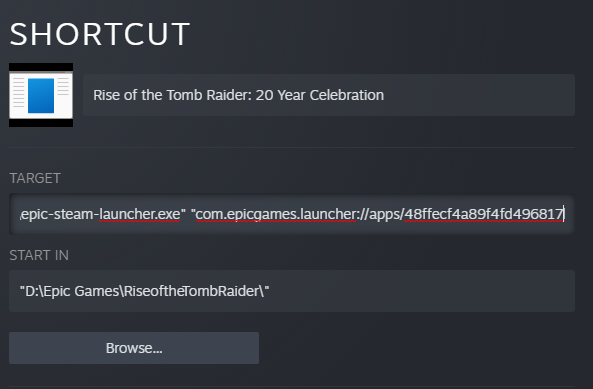 SHORTCUT
Rise of the Tomb Raider: 20 Year Celebration
TARGET
epic-steam-launcher.exe" "com.epicgames.launcher://apps/48ffecf4a89f4fd496817
START IN
"D:\Epic Games\RiseoftheTombRaider\"
Browse...